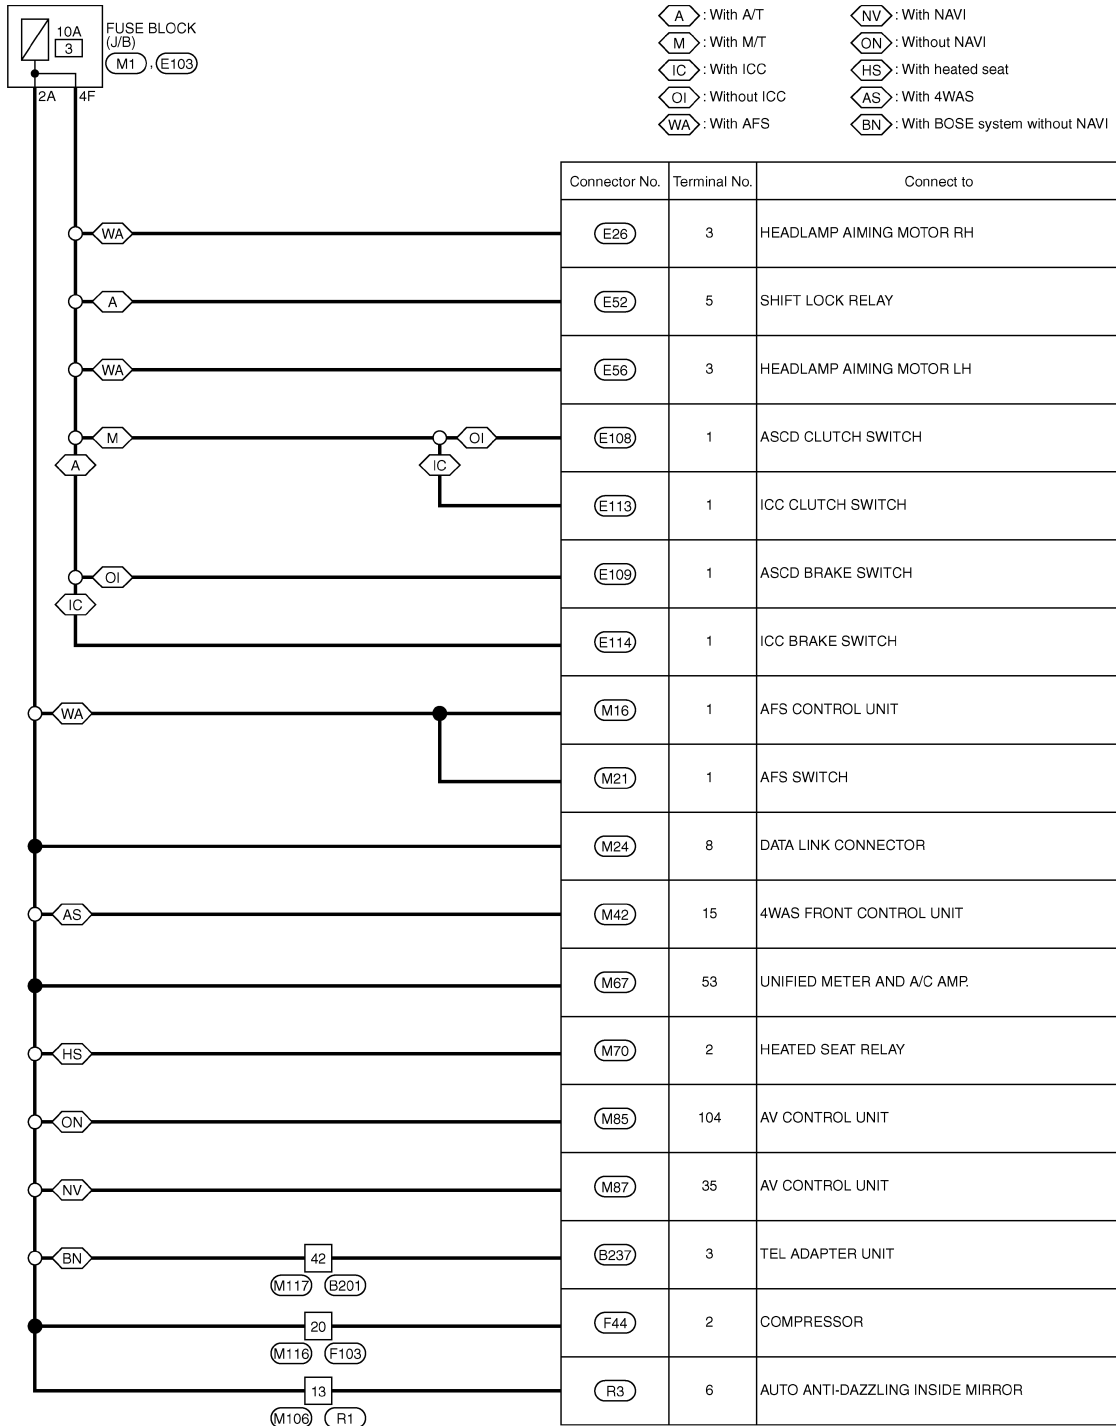 10A
3
FUSE BLOCK
(J/B)
M1 , E103
2A 4F
A : With A/T
M : With M/T
IC : With ICC
OI : Without ICC
WA : With AFS
NV : With NAVI
ON : Without NAVI
HS : With heated seat
AS : With 4WAS
BN : With BOSE system without NAVI
Connector No. Terminal No. Connect to
WA E26 3 HEADLAMP AIMING MOTOR RH
A E52 5 SHIFT LOCK RELAY
WA E56 3 HEADLAMP AIMING MOTOR LH
M OI E108 1 ASCD CLUTCH SWITCH
A IC
E113 1 ICC CLUTCH SWITCH
OI E109 1 ASCD BRAKE SWITCH
IC
E114 1 ICC BRAKE SWITCH
WA M16 1 AFS CONTROL UNIT
M21 1 AFS SWITCH
M24 8 DATA LINK CONNECTOR
AS M42 15 4WAS FRONT CONTROL UNIT
M67 53 UNIFIED METER AND A/C AMP.
HS M70 2 HEATED SEAT RELAY
ON M85 104 AV CONTROL UNIT
NV M87 35 AV CONTROL UNIT
BN 42 B237 3 TEL ADAPTER UNIT
M117 B201
20 F44 2 COMPRESSOR
M116 F103
13 R3 6 AUTO ANTI-DAZZLING INSIDE MIRROR
M106 R1